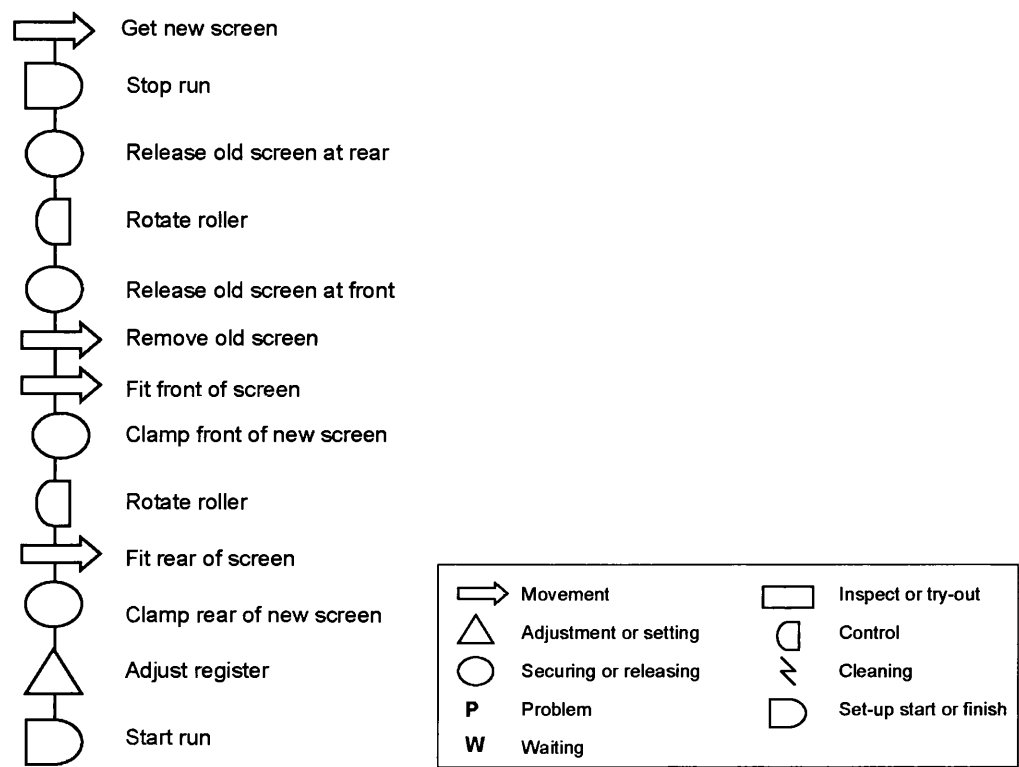 Get new screen
Stop run
Release old screen at rear
Rotate roller
Release old screen at front
Remove old screen
Fit front of screen
Clamp front of new screen
Rotate roller
Fit rear of screen
Clamp rear of new screen
Adjust register
Start run
Movement
Adjustment or setting
Securing or releasing
P Problem
W Waiting
Inspect or try-out
Control
Cleaning
Set-up start or finish